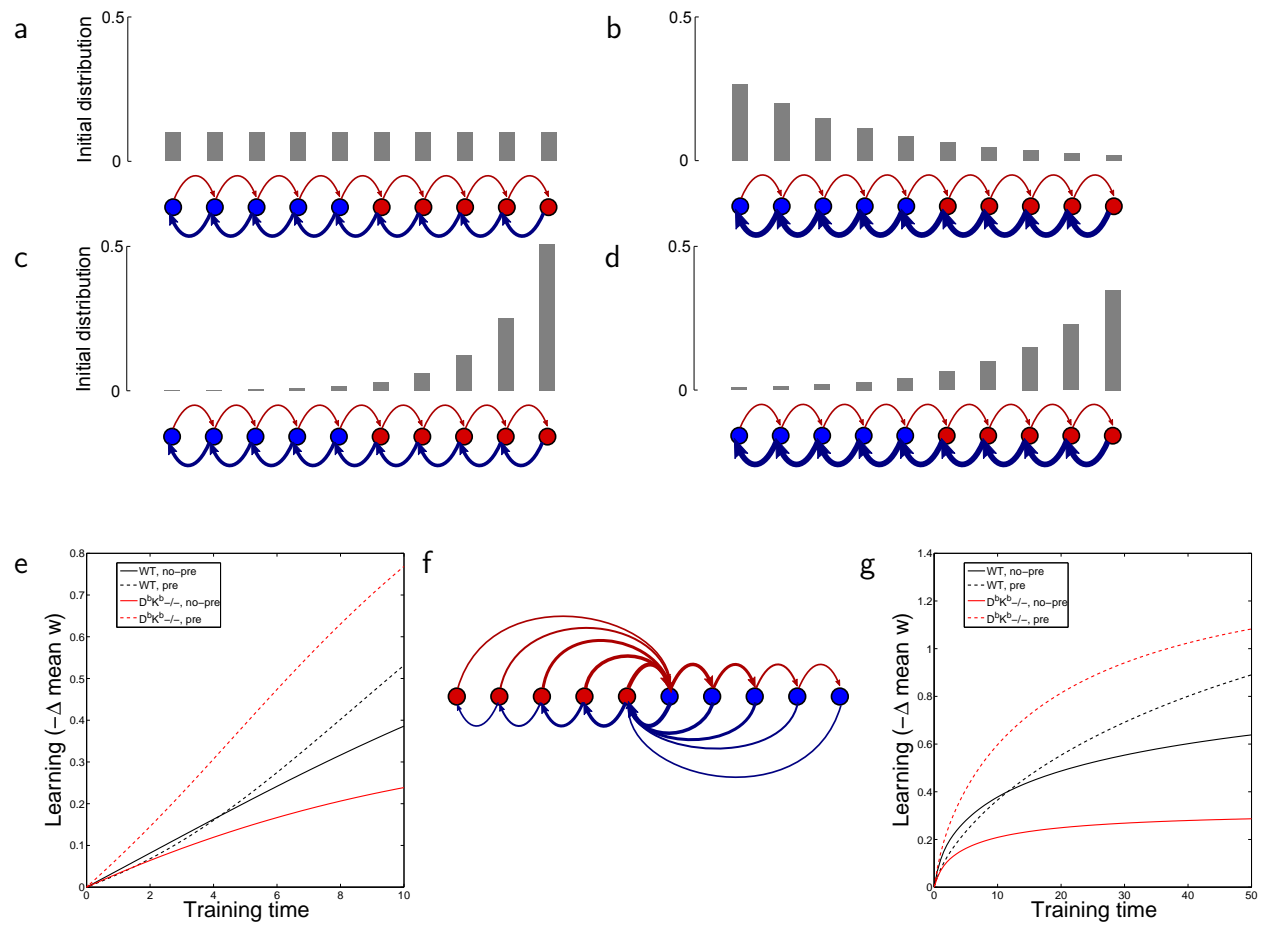 a
0.5
Initial distribution
0
b
0.5
0
c
0.5
Initial distribution
0
d
0.5
0
e
0.8
0.7
0.6
0.5
0.4
0.3
0.2
0.1
0
Learning (−Δ mean w)
WT, no−pre
WT, pre
DᵇKᵇ−/−, no−pre
DᵇKᵇ−/−, pre
0 2 4 6 8 10
Training time
f
g
1.4
1.2
1
0.8
0.6
0.4
0.2
0
Learning (−Δ mean w)
WT, no−pre
WT, pre
DᵇKᵇ−/−, no−pre
DᵇKᵇ−/−, pre
0 10 20 30 40 50
Training time